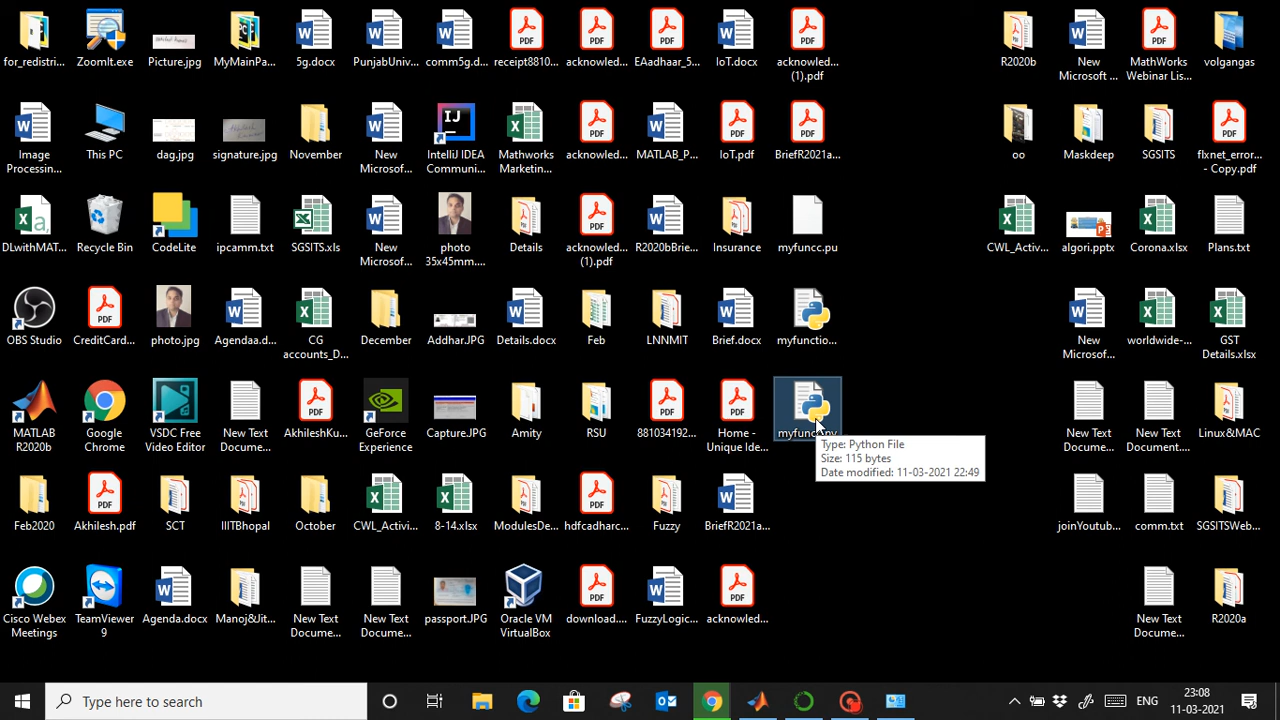 for_redistri...
ZoomIt.exe
Picture.jpg
MyMainPa...
5g.docx
PunjabUniv...
comm5g.d...
receipt8810...
acknowled...
EAadhaar_5...
IoT.docx
acknowled...
(1).pdf
R2020b
New
Microsoft ...
MathWorks
Webinar Lis...
volgangas
Image
Processin...
This PC
dag.jpg
signature.jpg
November
New
Microsof...
IntelliJ IDEA
Communi...
Mathworks
Marketin...
acknowled...
MATLAB_P...
IoT.pdf
BriefR2021a...
oo
Maskdeep
SGSITS
flxnet_error...
- Copy.pdf
DLwithMAT...
Recycle Bin
CodeLite
ipcamm.txt
SGSITS.xls
New
Microsof...
photo
35x45mm....
Details
acknowled...
(1).pdf
R2020bBrie...
Insurance
myfuncc.pu
CWL_Activ...
algori.pptx
Corona.xlsx
Plans.txt
OBS Studio
CreditCard...
photo.jpg
Agendaa.d...
CG
accounts_D...
December
Addhar.JPG
Details.docx
Feb
LNNMIT
Brief.docx
myfunctio...
New
Microsof...
worldwide-...
GST
Details.xlsx
MATLAB
R2020b
Google
Chrome
VSDC Free
Video Editor
New Text
Docume...
AkhileshKu...
GeForce
Experience
Capture.JPG
Amity
RSU
881034192...
Home -
Unique Ide...
New Text
Docume...
New Text
Document...
Linux&MAC
Type: Python File
Size: 115 bytes
Date modified: 11-03-2021 22:49
Feb2020
Akhilesh.pdf
SCT
IIITBhopal
October
CWL_Activi...
8-14.xlsx
ModulesDe...
hdfcadharc...
Fuzzy
BriefR2021a...
joinYoutub...
comm.txt
SGSITSWeb...
Cisco Webex
Meetings
TeamViewer
9
Agenda.docx
Manoj&Jit...
New Text
Docume...
New Text
Docume...
passport.JPG
Oracle VM
VirtualBox
download....
FuzzyLogic...
acknowled...
New Text
Docume...
R2020a
Type here to search
ENG
23:08
11-03-2021